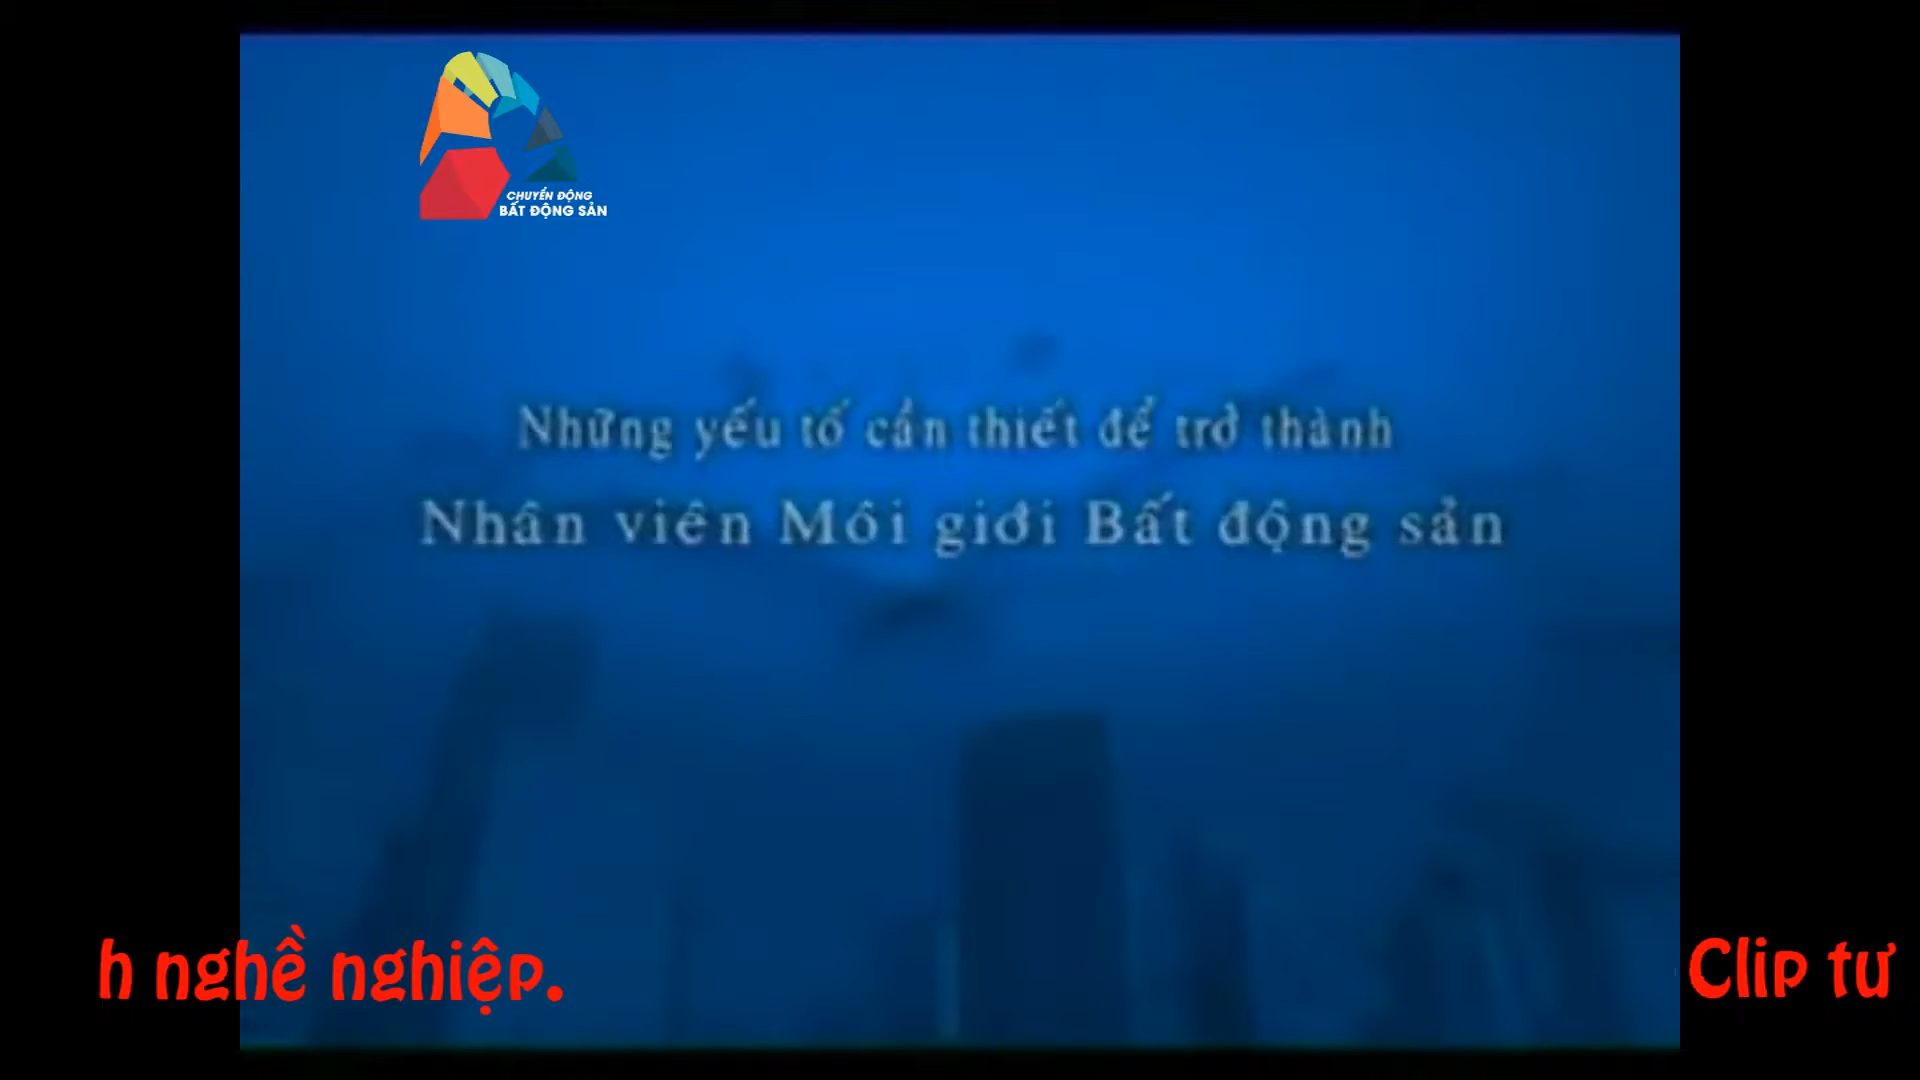 CHUYỂN ĐỘNG
BẤT ĐỘNG SẢN
Những yếu tố cần thiết để trở thành
Nhân viên Môi giới Bất động sản
h nghề nghiệp.
Clip tư